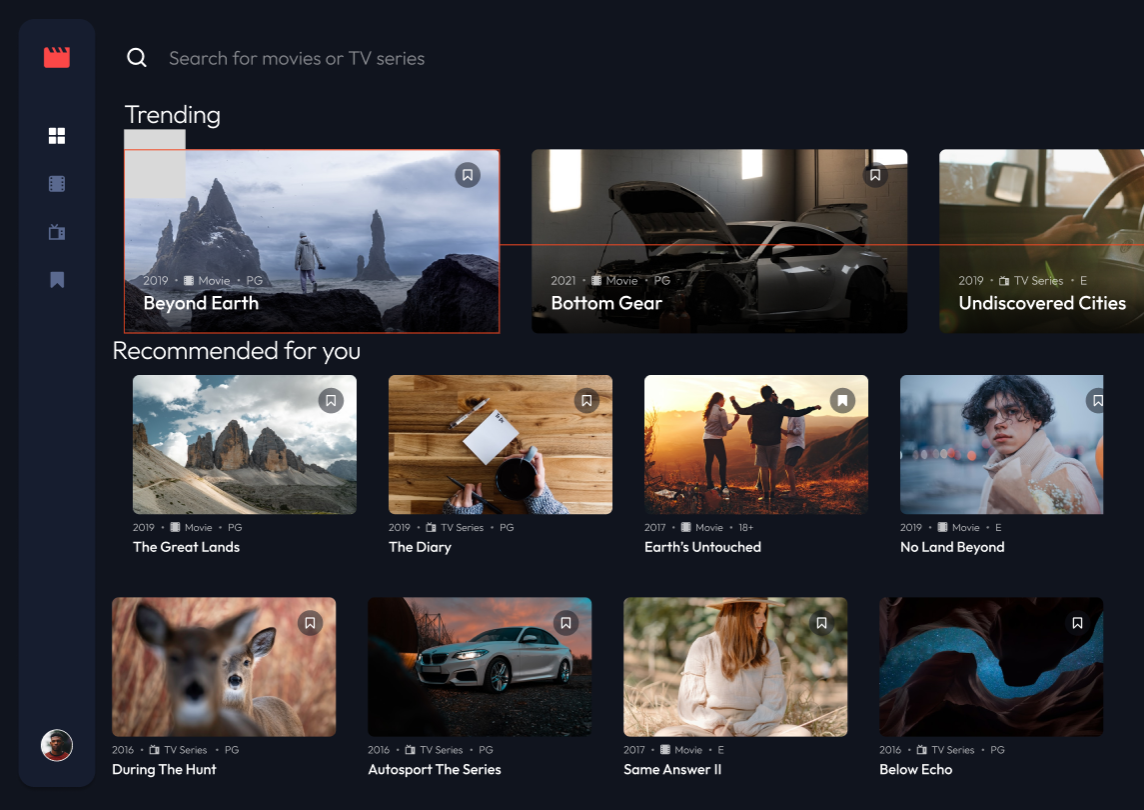 Search for movies or TV series
Trending
2019 • Movie • PG
Beyond Earth
2021 • Movie • PG
Bottom Gear
2019 • TV Series • E
Undiscovered Cities
Recommended for you
2019 • Movie • PG
The Great Lands
2019 • TV Series • PG
The Diary
2017 • Movie • 18+
Earth's Untouched
2019 • Movie • E
No Land Beyond
2016 • TV Series • PG
During The Hunt
2016 • TV Series • PG
Autosport The Series
2017 • Movie • E
Same Answer II
2016 • TV Series • PG
Below Echo